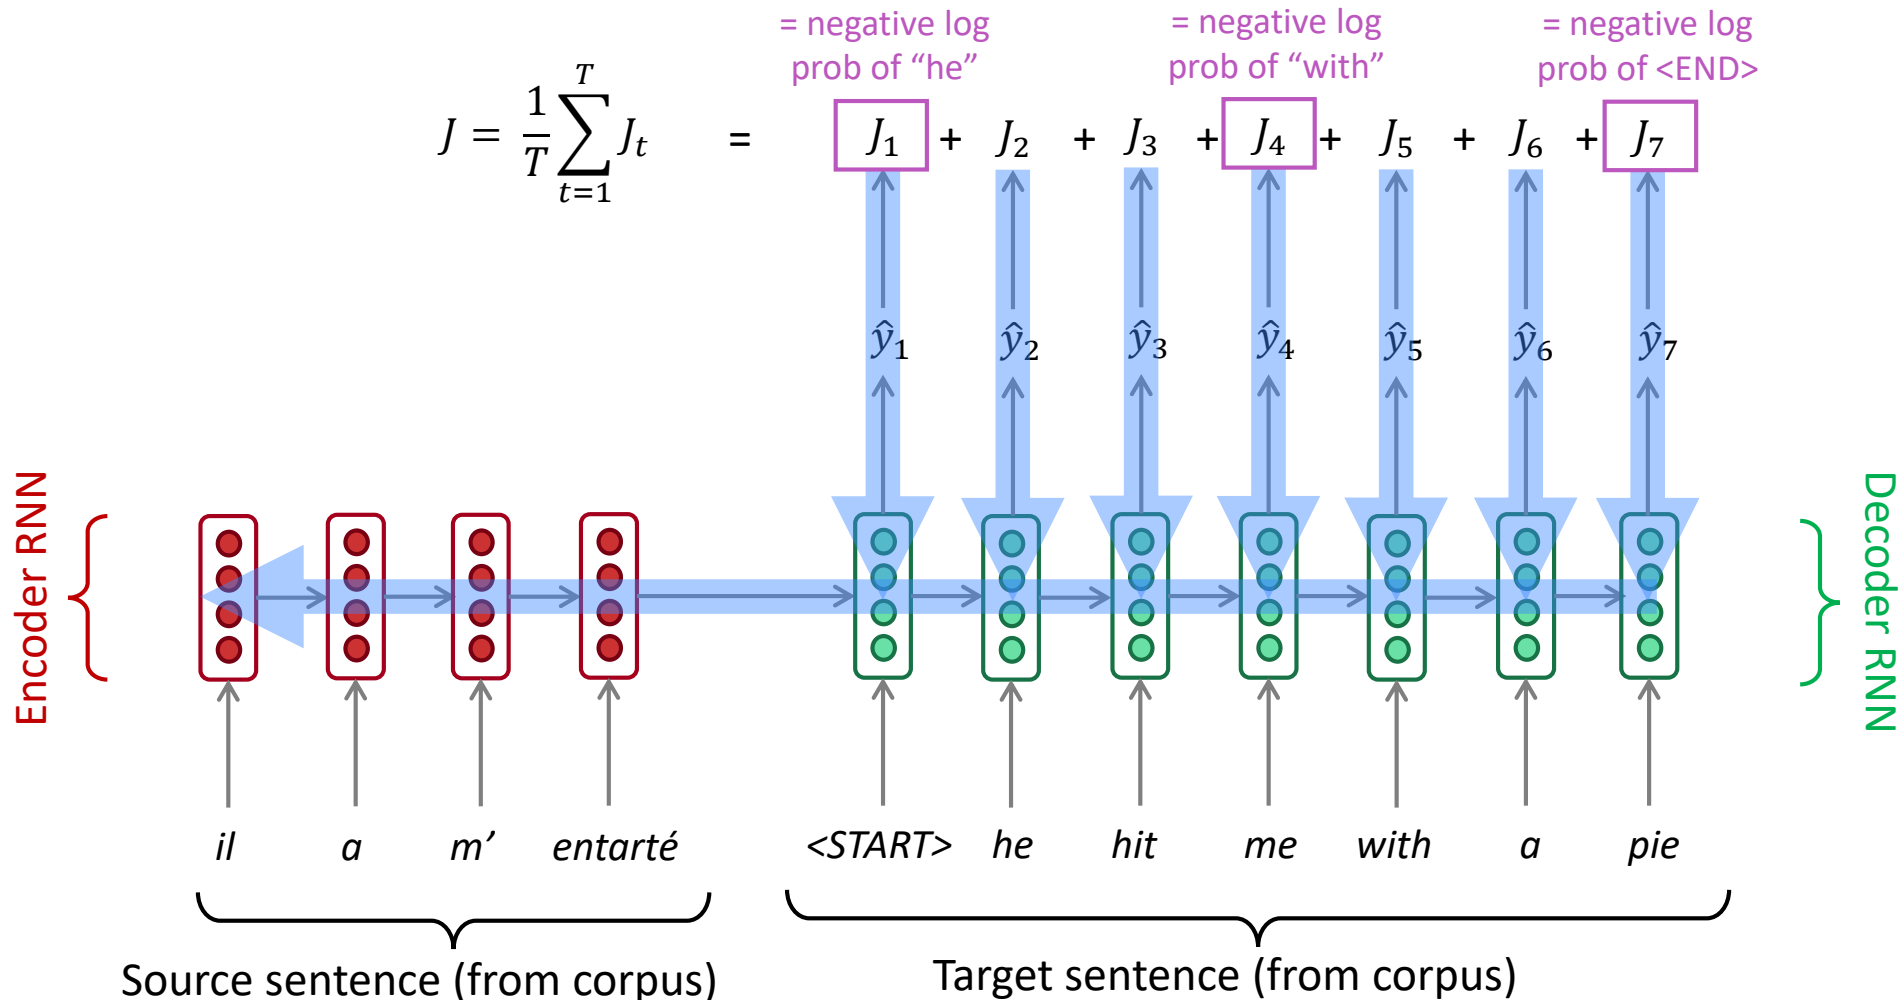 = negative log
prob of “he”
= negative log
prob of “with”
= negative log
prob of <END>
J = 1/T ∑_{t=1}^{T} J_t = J₁ + J₂ + J₃ + J₄ + J₅ + J₆ + J₇
ŷ₁ ŷ₂ ŷ₃ ŷ₄ ŷ₅ ŷ₆ ŷ₇
Encoder RNN
Decoder RNN
il a m’ entarté <START> he hit me with a pie
Source sentence (from corpus)
Target sentence (from corpus)